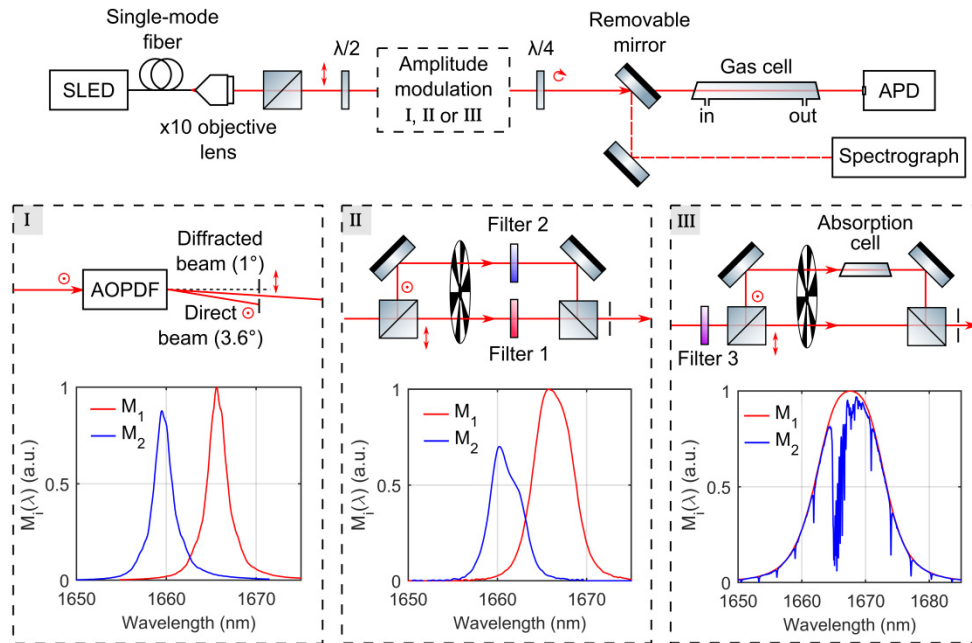 Single-mode
fiber
SLED
x10 objective
lens
λ/2
Amplitude
modulation
I, II or III
λ/4
Removable
mirror
Gas cell
in
out
APD
Spectrograph
I
AOPDF
Diffracted
beam (1°)
Direct
beam (3.6°)
M1
M2
Mi(λ) (a.u.)
1
0.5
0
1650
1660
1670
Wavelength (nm)
II
Filter 2
Filter 1
M1
M2
Mi(λ) (a.u.)
1
0.5
0
1650
1660
1670
Wavelength (nm)
III
Absorption
cell
Filter 3
M1
M2
Mi(λ) (a.u.)
1
0.5
0
1650
1660
1670
1680
Wavelength (nm)